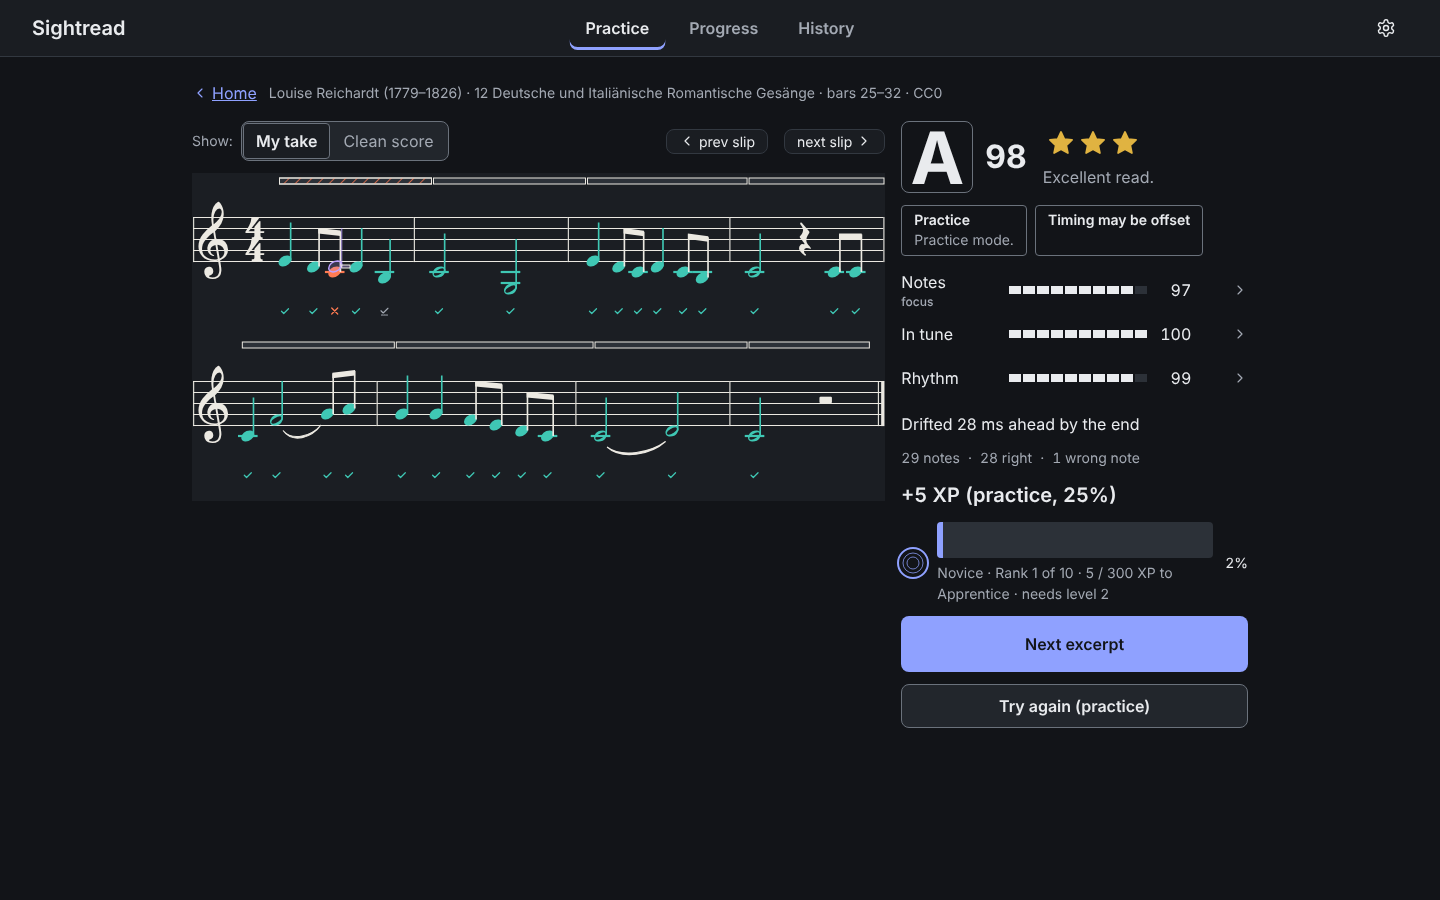 Sightread
Practice
Progress
History
Home
Louise Reichardt (1779–1826) · 12 Deutsche und Italiänische Romantische Gesänge · bars 25–32 · CC0
Show:
My take
Clean score
prev slip
next slip
A
98
Excellent read.
Practice
Practice mode.
Timing may be offset
4
4
Notes
focus
97
In tune
100
Rhythm
99
Drifted 28 ms ahead by the end
29 notes · 28 right · 1 wrong note
+5 XP (practice, 25%)
Novice · Rank 1 of 10 · 5 / 300 XP to
Apprentice · needs level 2
2%
Next excerpt
Try again (practice)